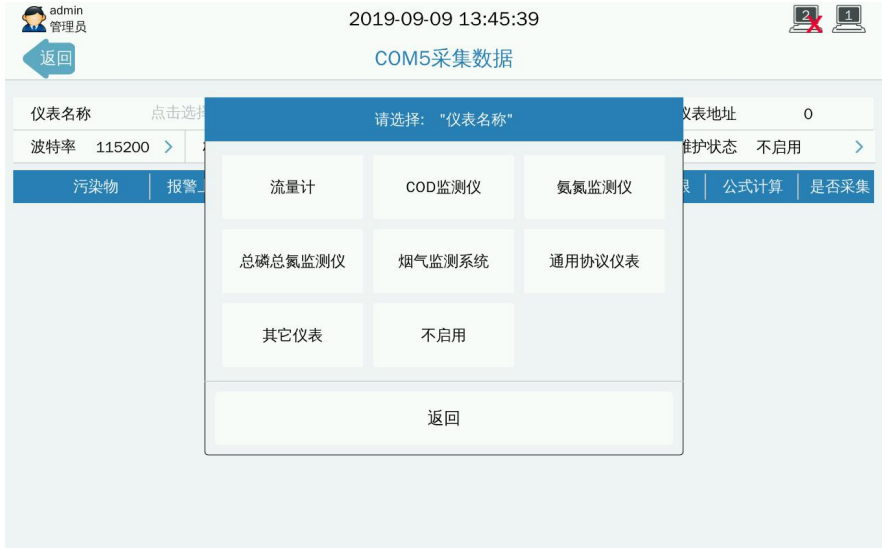 admin
管理员
2019-09-09 13:45:39
2
1
返回
COM5采集数据
仪表名称 点击选择
仪表地址 0
波特率 115200 >
维护状态 不启用 >
污染物 报警上
限 公式计算 是否采集
请选择: "仪表名称"
流量计 COD监测仪 氨氮监测仪
总磷总氮监测仪 烟气监测系统 通用协议仪表
其它仪表 不启用
返回